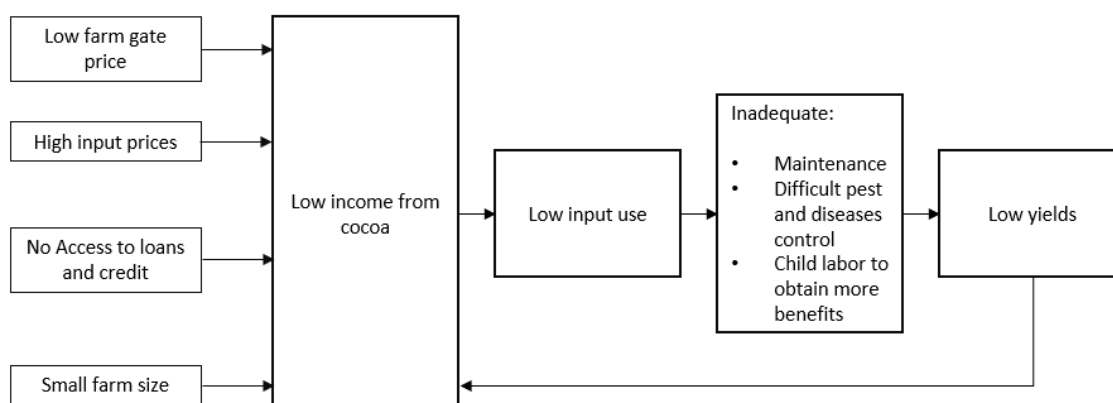 Low farm gate
price
High input prices
No Access to loans
and credit
Small farm size
Low income from
cocoa
Low input use
Inadequate:
• Maintenance
• Difficult pest
and diseases
control
• Child labor to
obtain more
benefits
Low yields